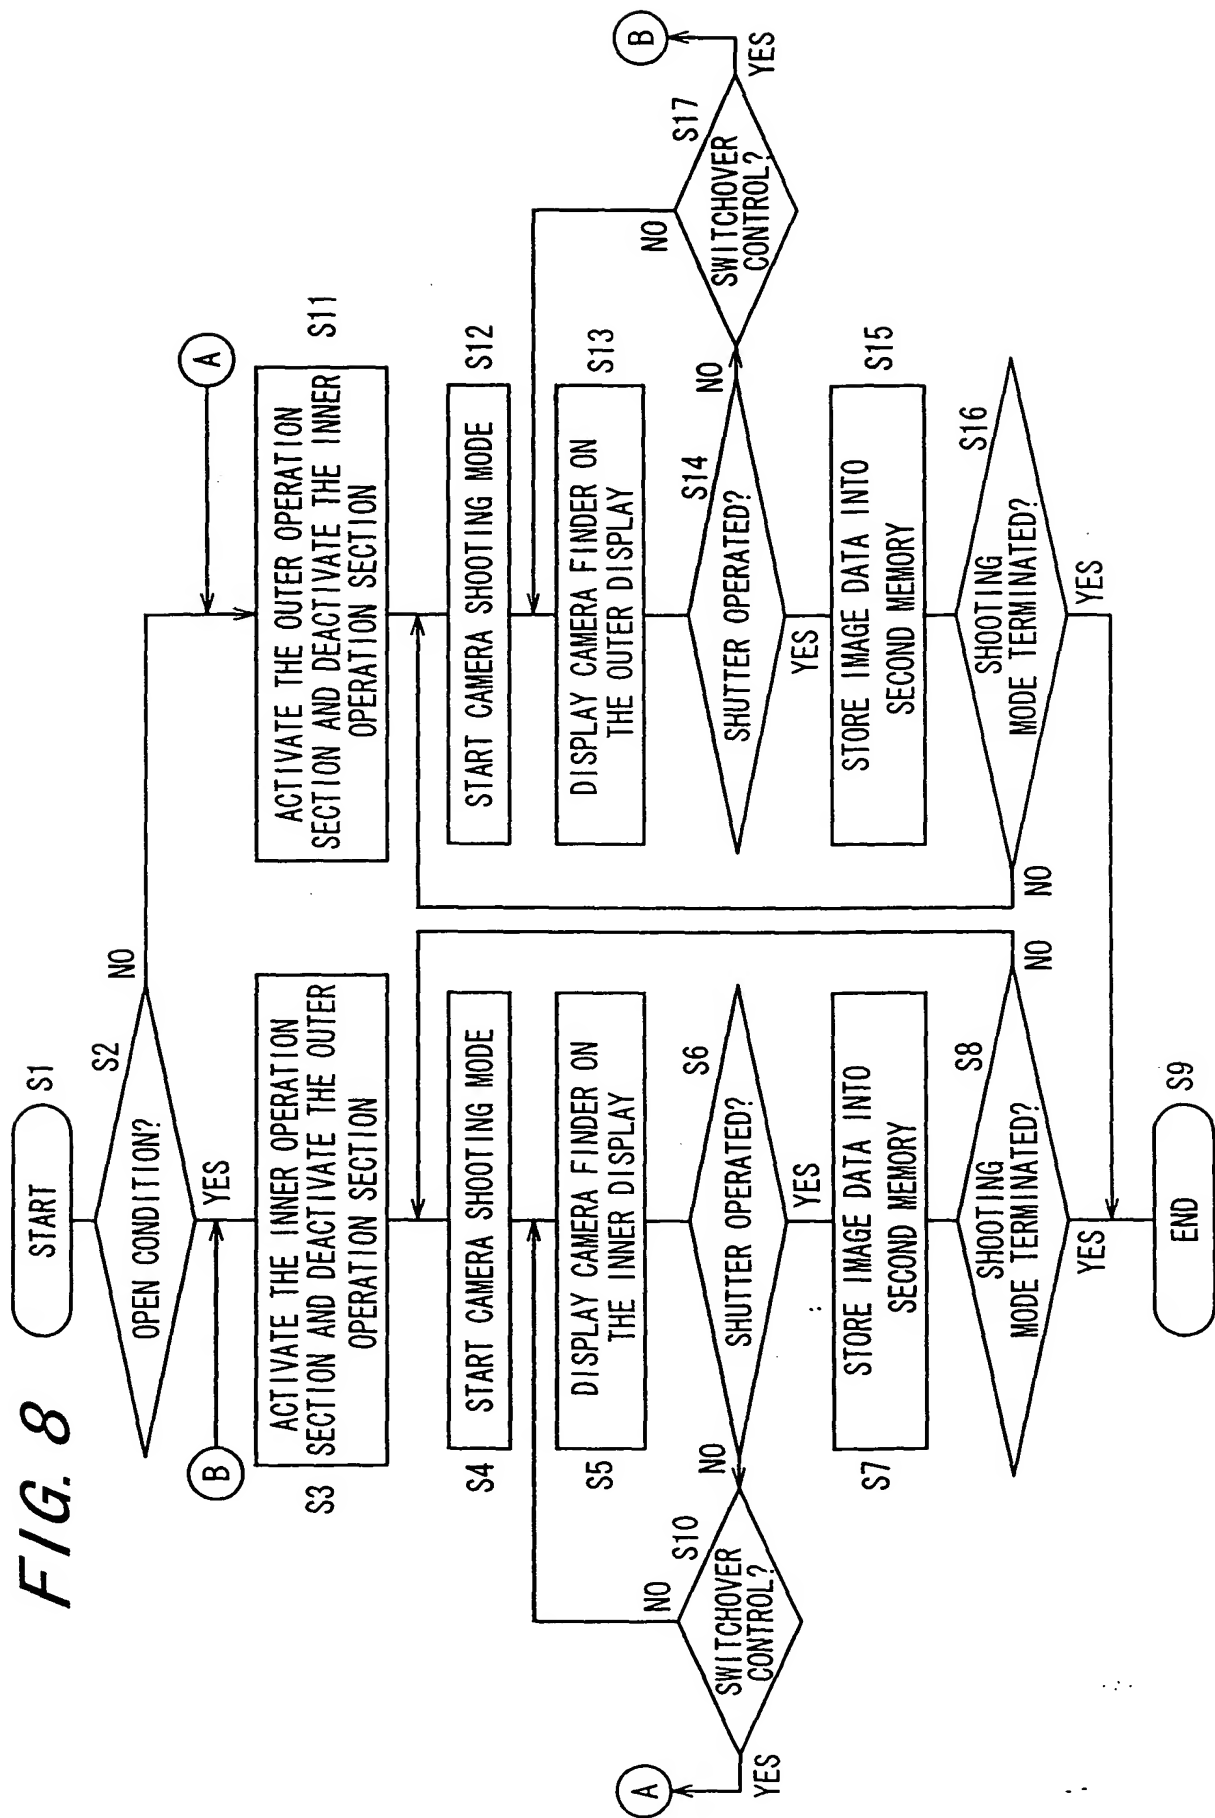 FIG. 8
START
S1
OPEN CONDITION?
S2
NO
YES
B
A
S3
ACTIVATE THE INNER OPERATION
SECTION AND DEACTIVATE THE OUTER
OPERATION SECTION
ACTIVATE THE OUTER OPERATION
SECTION AND DEACTIVATE THE INNER
OPERATION SECTION
S11
S4
START CAMERA SHOOTING MODE
START CAMERA SHOOTING MODE
S12
S5
DISPLAY CAMERA FINDER ON
THE INNER DISPLAY
DISPLAY CAMERA FINDER ON
THE OUTER DISPLAY
S13
A
YES
SWITCHOVER
CONTROL?
S10
NO
NO
SHUTTER OPERATED?
S6
YES
SHUTTER OPERATED?
S14
YES
NO
NO
SWITCHOVER
CONTROL?
S17
YES
B
S7
STORE IMAGE DATA INTO
SECOND MEMORY
STORE IMAGE DATA INTO
SECOND MEMORY
S15
SHOOTING
MODE TERMINATED?
S8
NO
YES
SHOOTING
MODE TERMINATED?
S16
NO
YES
END
S9